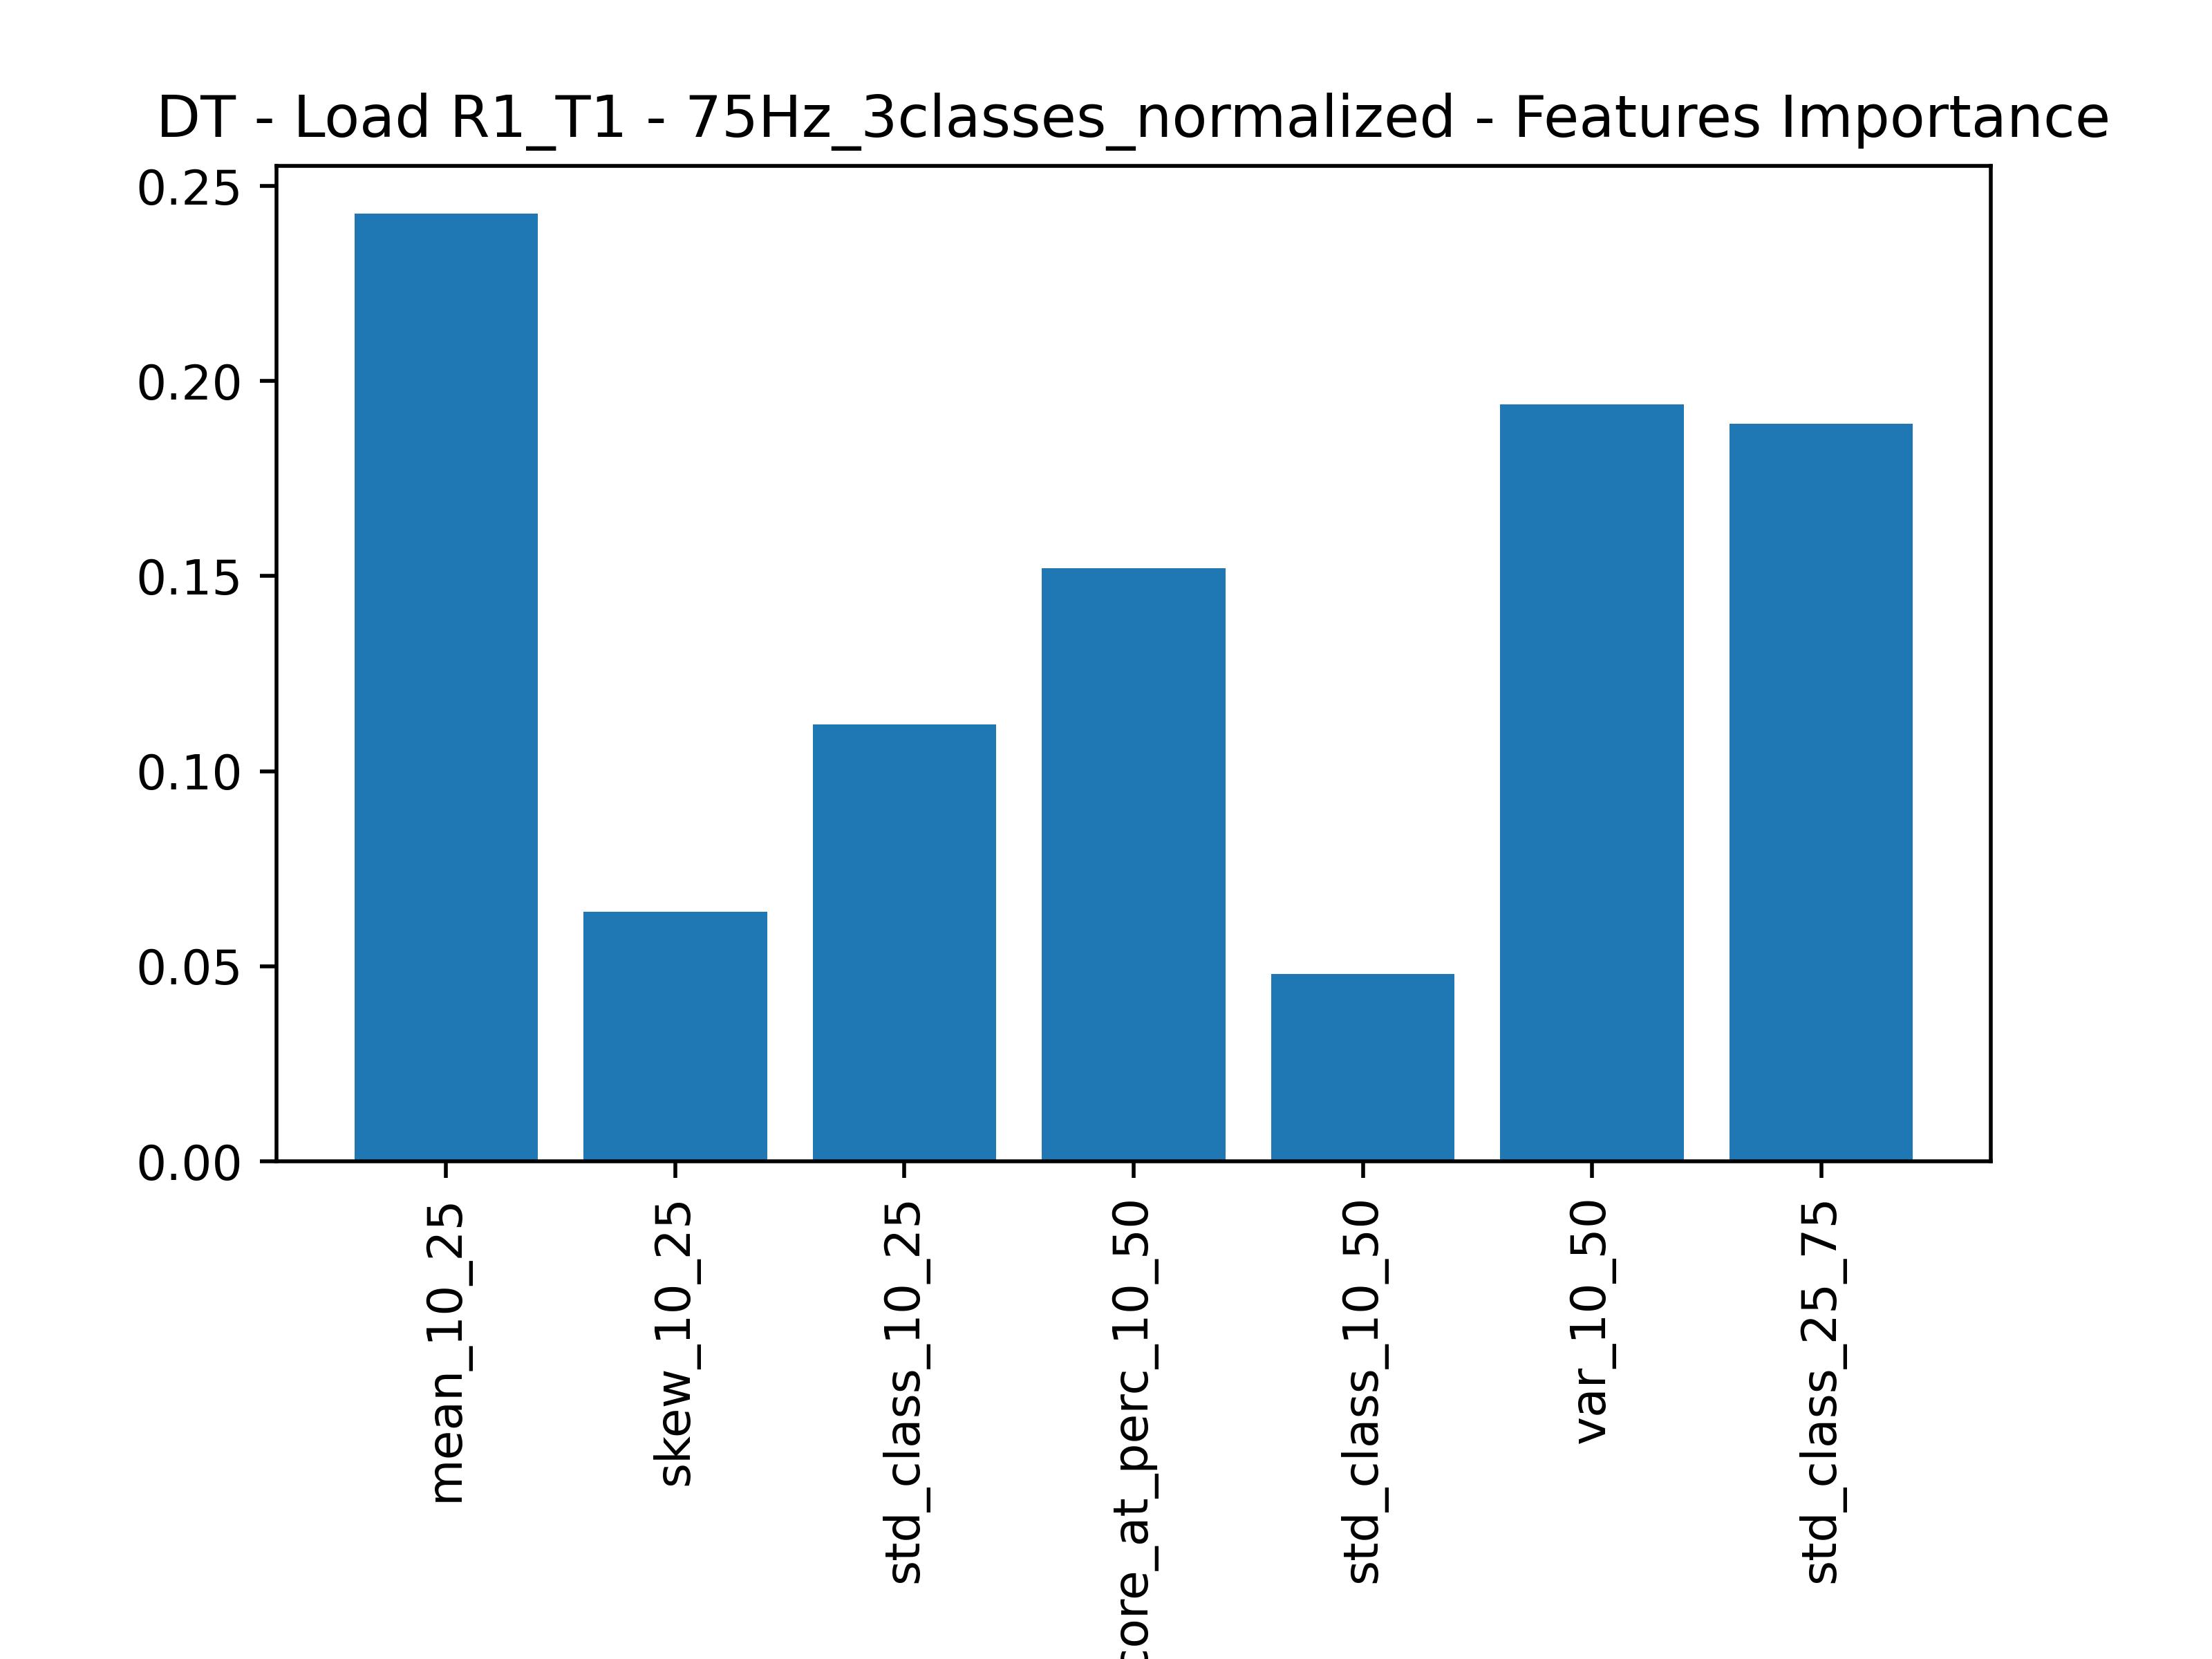 DT - Load R1_T1 - 75Hz_3classes_normalized - Features Importance
0.25
0.20
0.15
0.10
0.05
0.00
mean_10_25
skew_10_25
std_class_10_25
core_at_perc_10_50
std_class_10_50
var_10_50
std_class_25_75